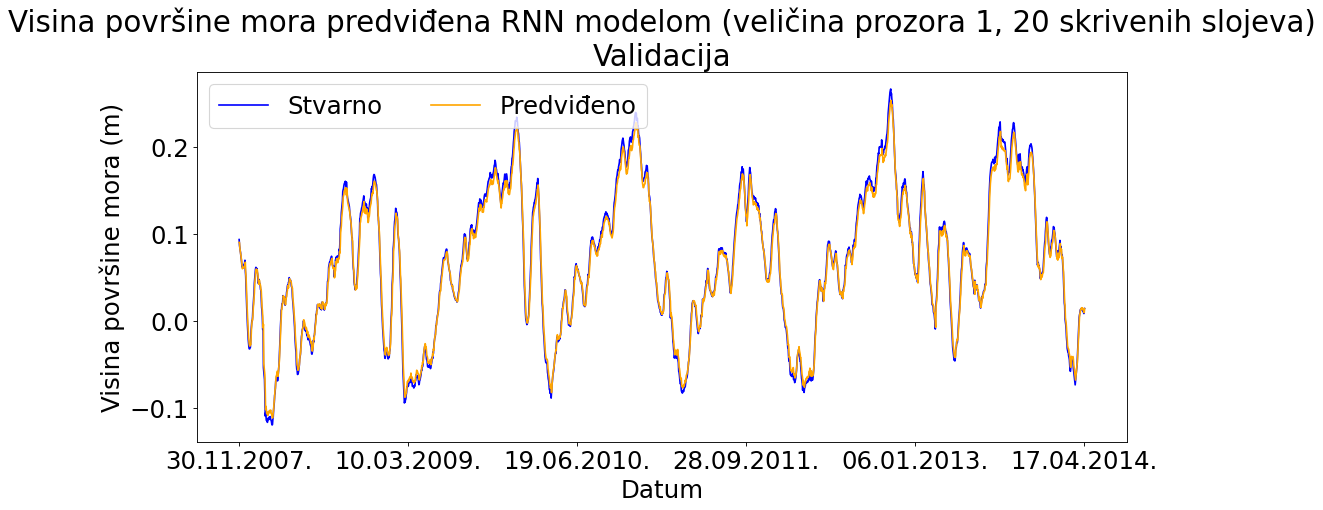 Visina površine mora predviđena RNN modelom (veličina prozora 1, 20 skrivenih slojeva)
Validacija
Stvarno
Predviđeno
Visina površine mora (m)
0.2
0.1
0.0
−0.1
30.11.2007.
10.03.2009.
19.06.2010.
28.09.2011.
06.01.2013.
17.04.2014.
Datum